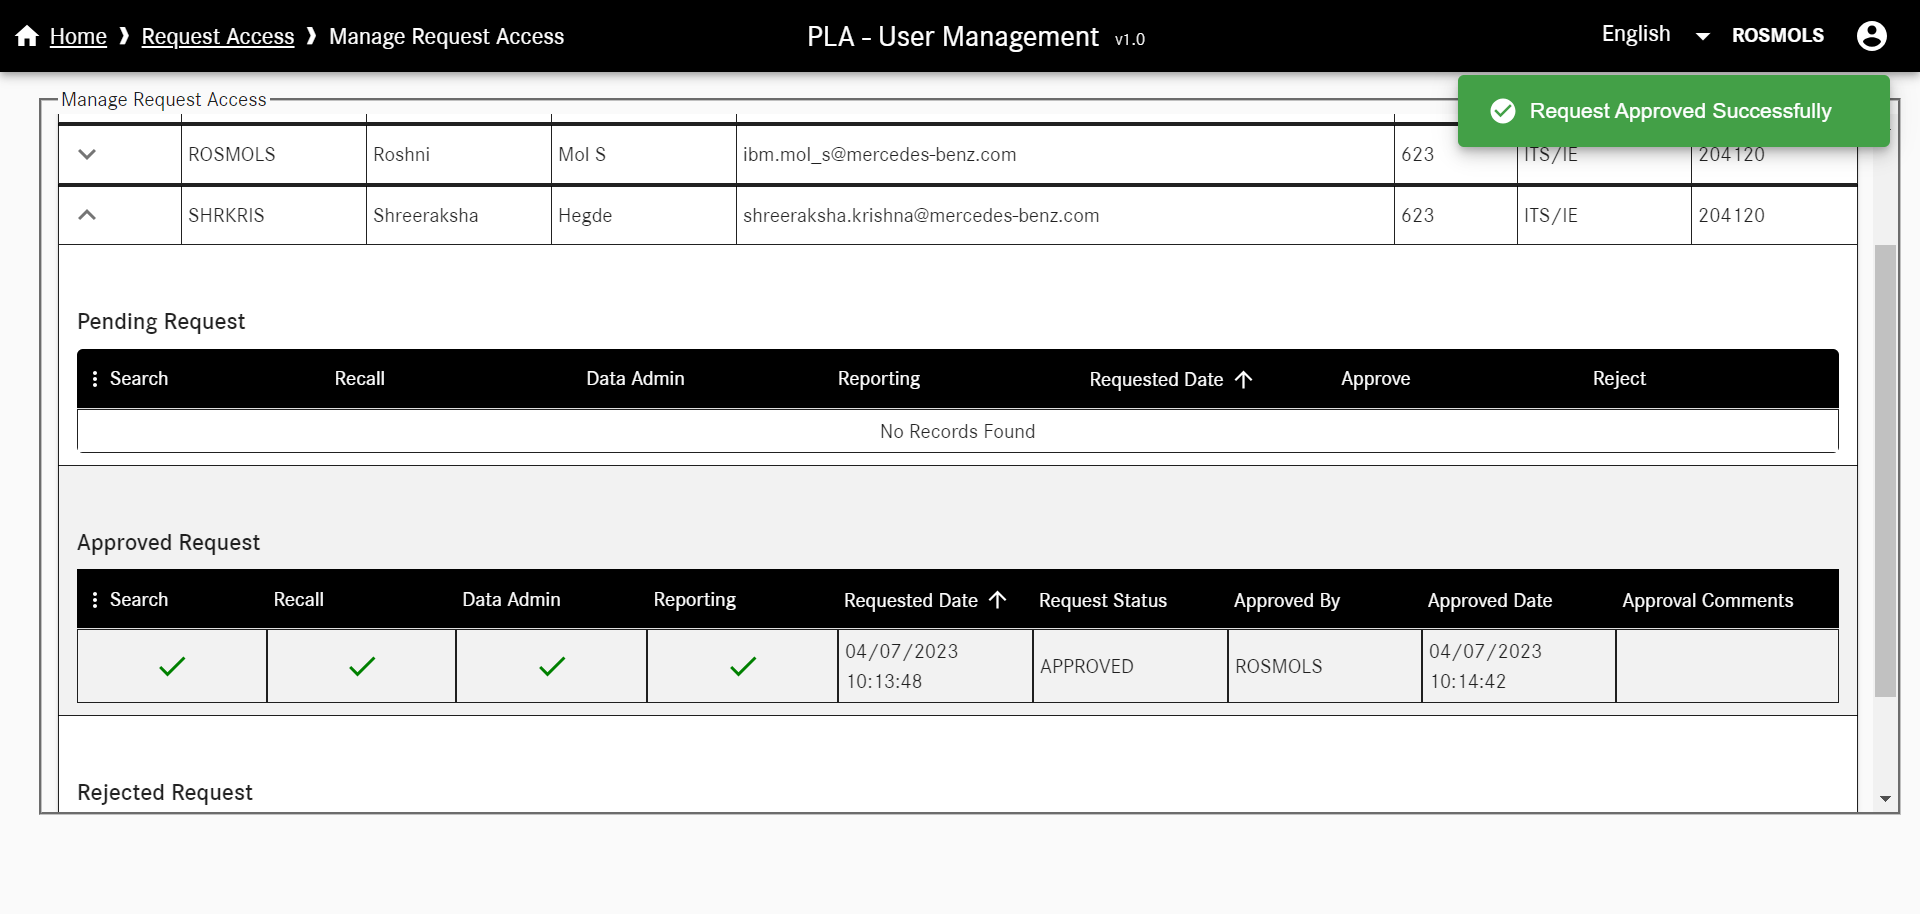 Home ❱ Request Access ❱ Manage Request Access PLA - User Management v1.0 English ROSMOLS
Request Approved Successfully
Manage Request Access
ROSMOLS Roshni Mol S ibm.mol_s@mercedes-benz.com 623 ITS/IE 204120
SHRKRIS Shreeraksha Hegde shreeraksha.krishna@mercedes-benz.com 623 ITS/IE 204120
Pending Request
Search Recall Data Admin Reporting Requested Date Approve Reject
No Records Found
Approved Request
Search Recall Data Admin Reporting Requested Date Request Status Approved By Approved Date Approval Comments
04/07/2023 10:13:48 APPROVED ROSMOLS 04/07/2023 10:14:42
Rejected Request